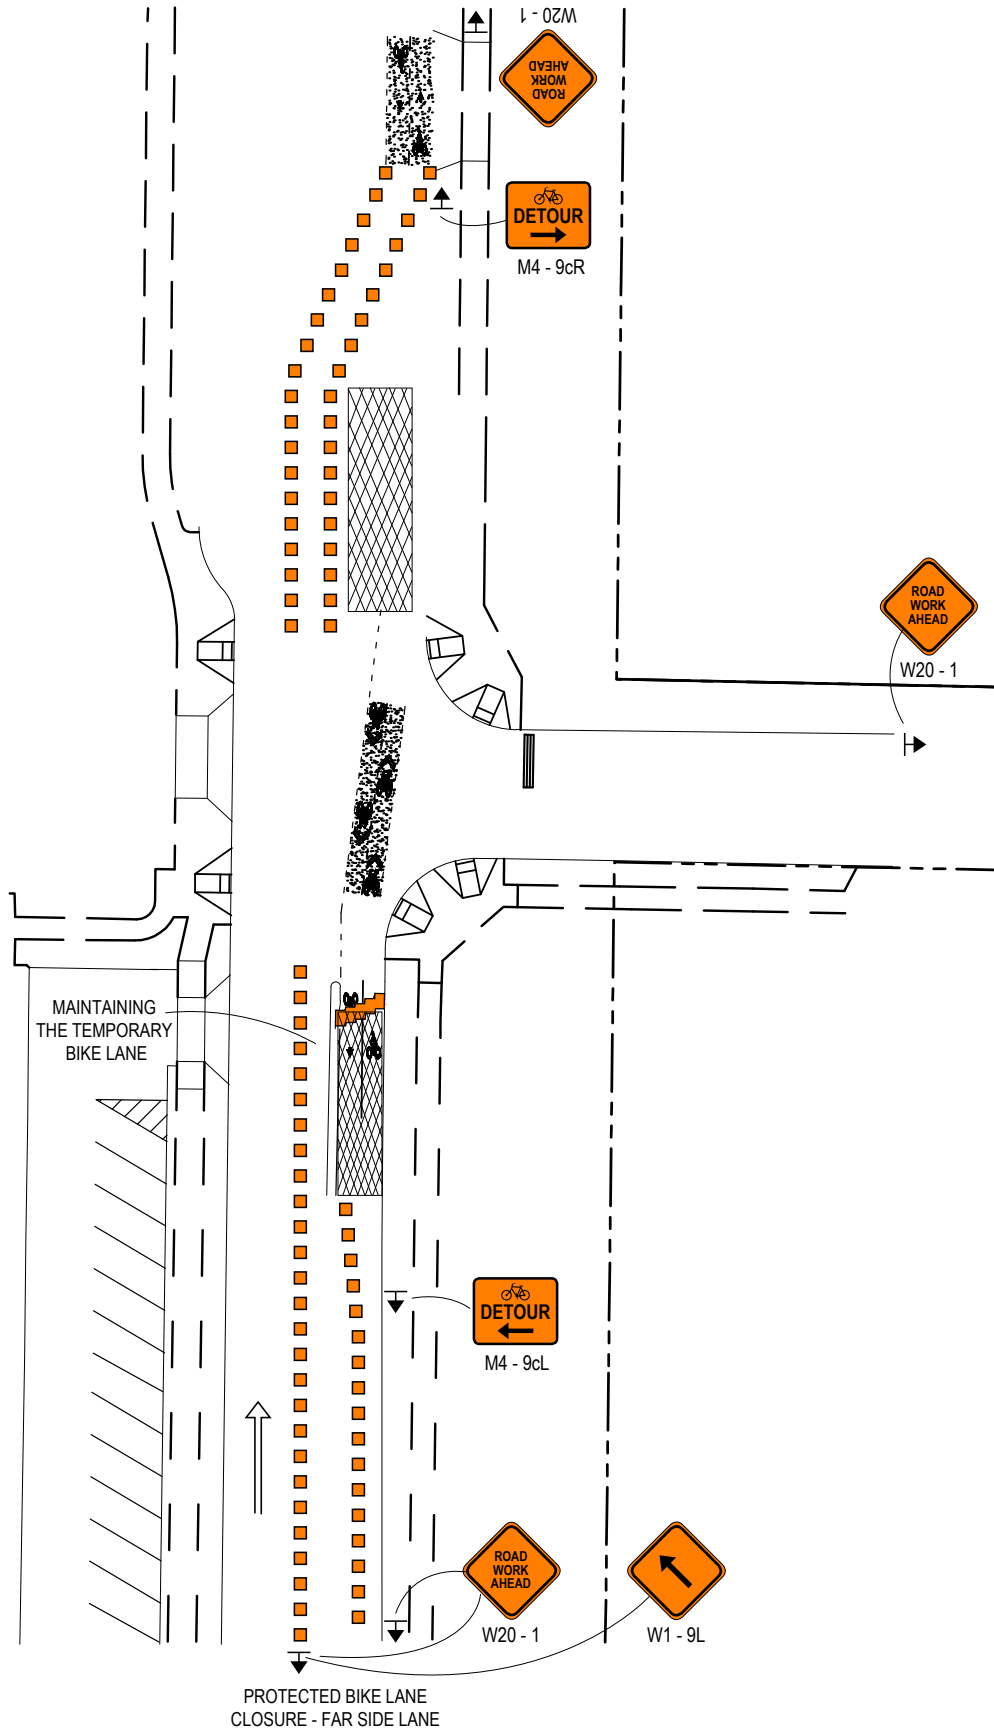 W20 - 1
ROAD
WORK
AHEAD
DETOUR
M4 - 9cR
ROAD
WORK
AHEAD
W20 - 1
MAINTAINING
THE TEMPORARY
BIKE LANE
DETOUR
M4 - 9cL
ROAD
WORK
AHEAD
W20 - 1
W1 - 9L
PROTECTED BIKE LANE
CLOSURE - FAR SIDE LANE